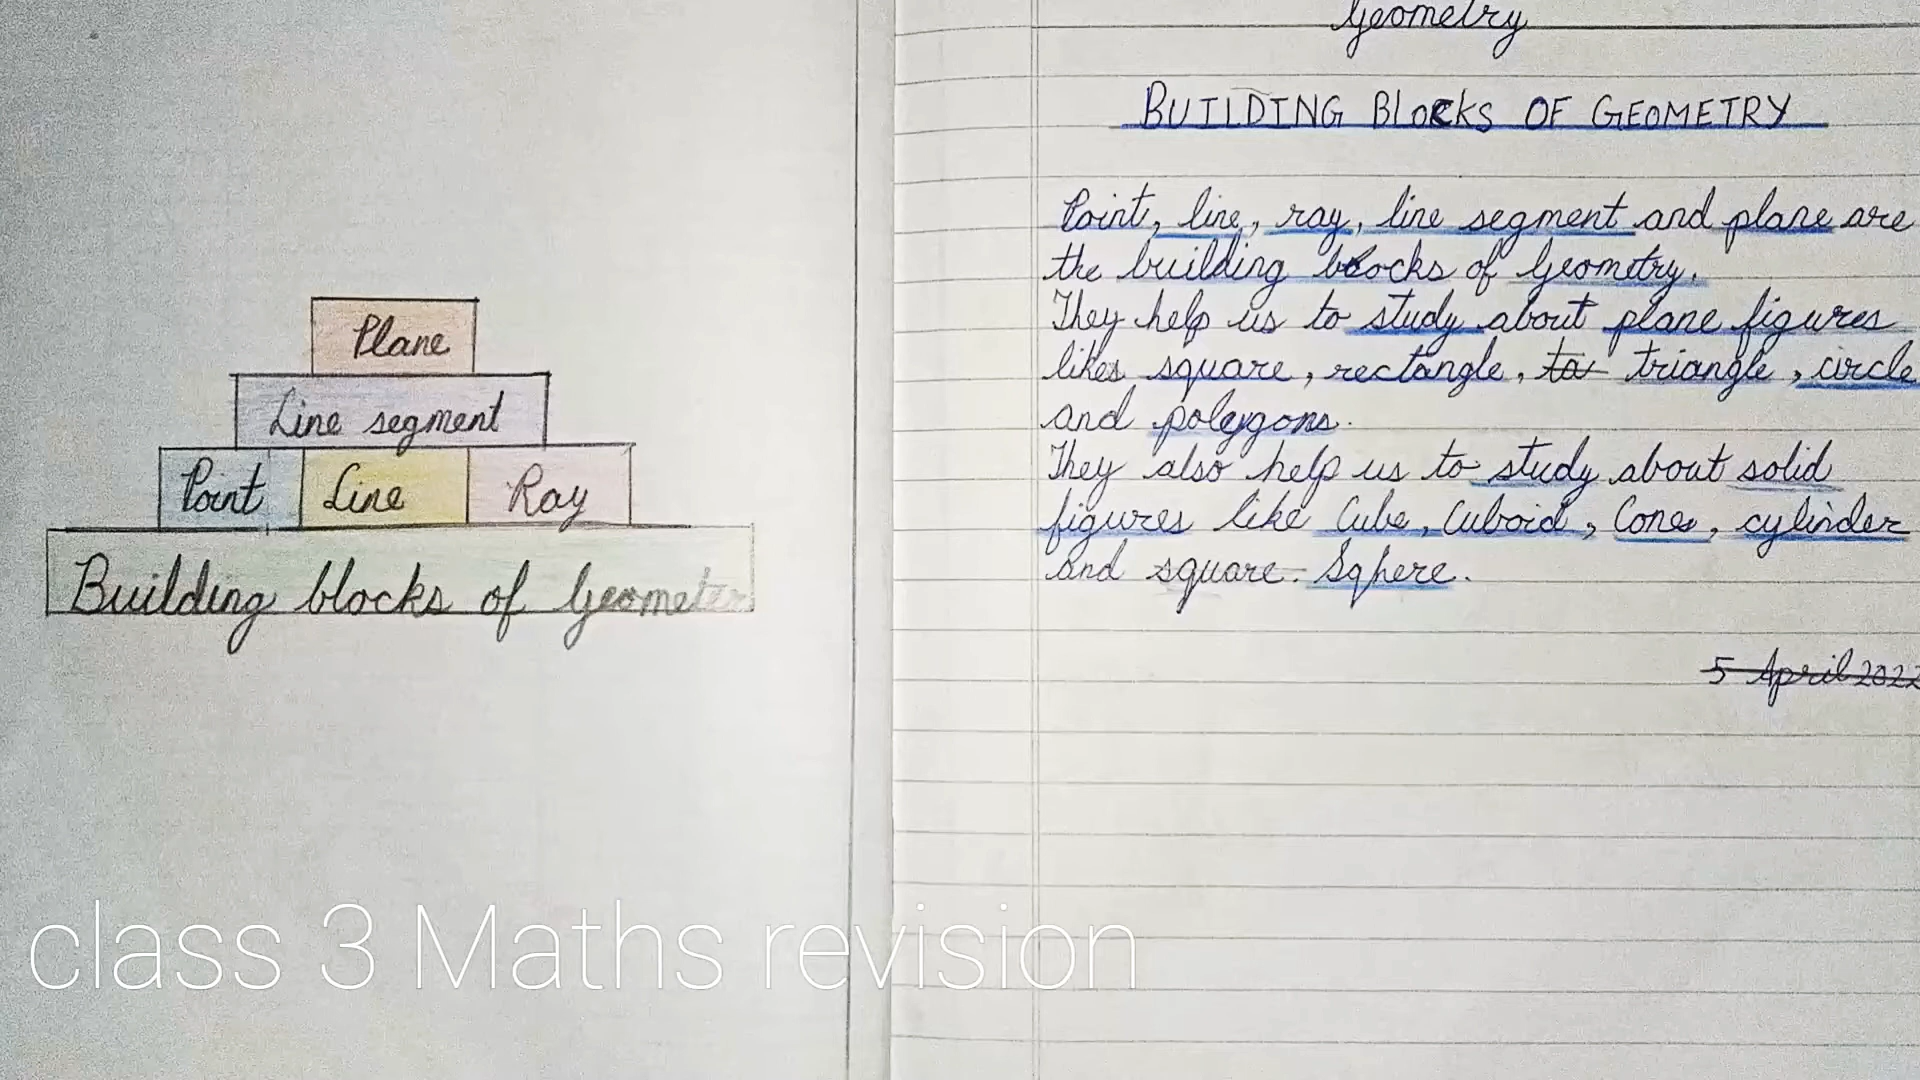 Plane
Line segment
Point Line Ray
Building blocks of Geometer
Geometry
BUILDING BLOCKS OF GEOMETRY
Point, line, ray, line segment and plane are
the building blocks of Geometry.
They help us to study about plane figures
likes square, rectangle, ta triangle, circle
and polygons.
They also help us to study about solid
figures like Cube, Cuboid, Cone, cylinder
and square. Sqhere.
5 April 2022
class 3 Maths revision